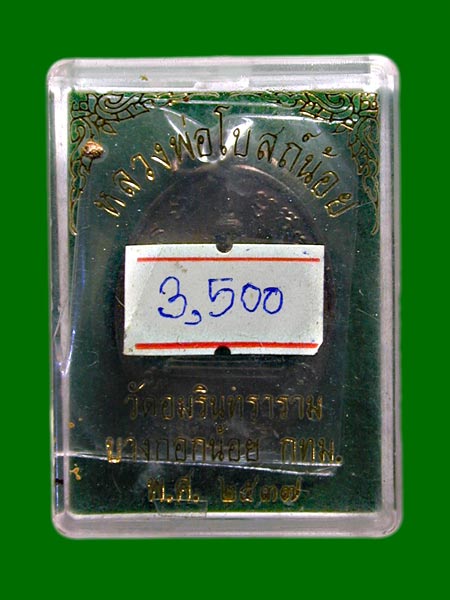 หลวงพ่อโบสถ์น้อย
3,500
วัดอมรินทราราม
บางกอกน้อย กทม.
พ.ศ. ๒๕๓๗